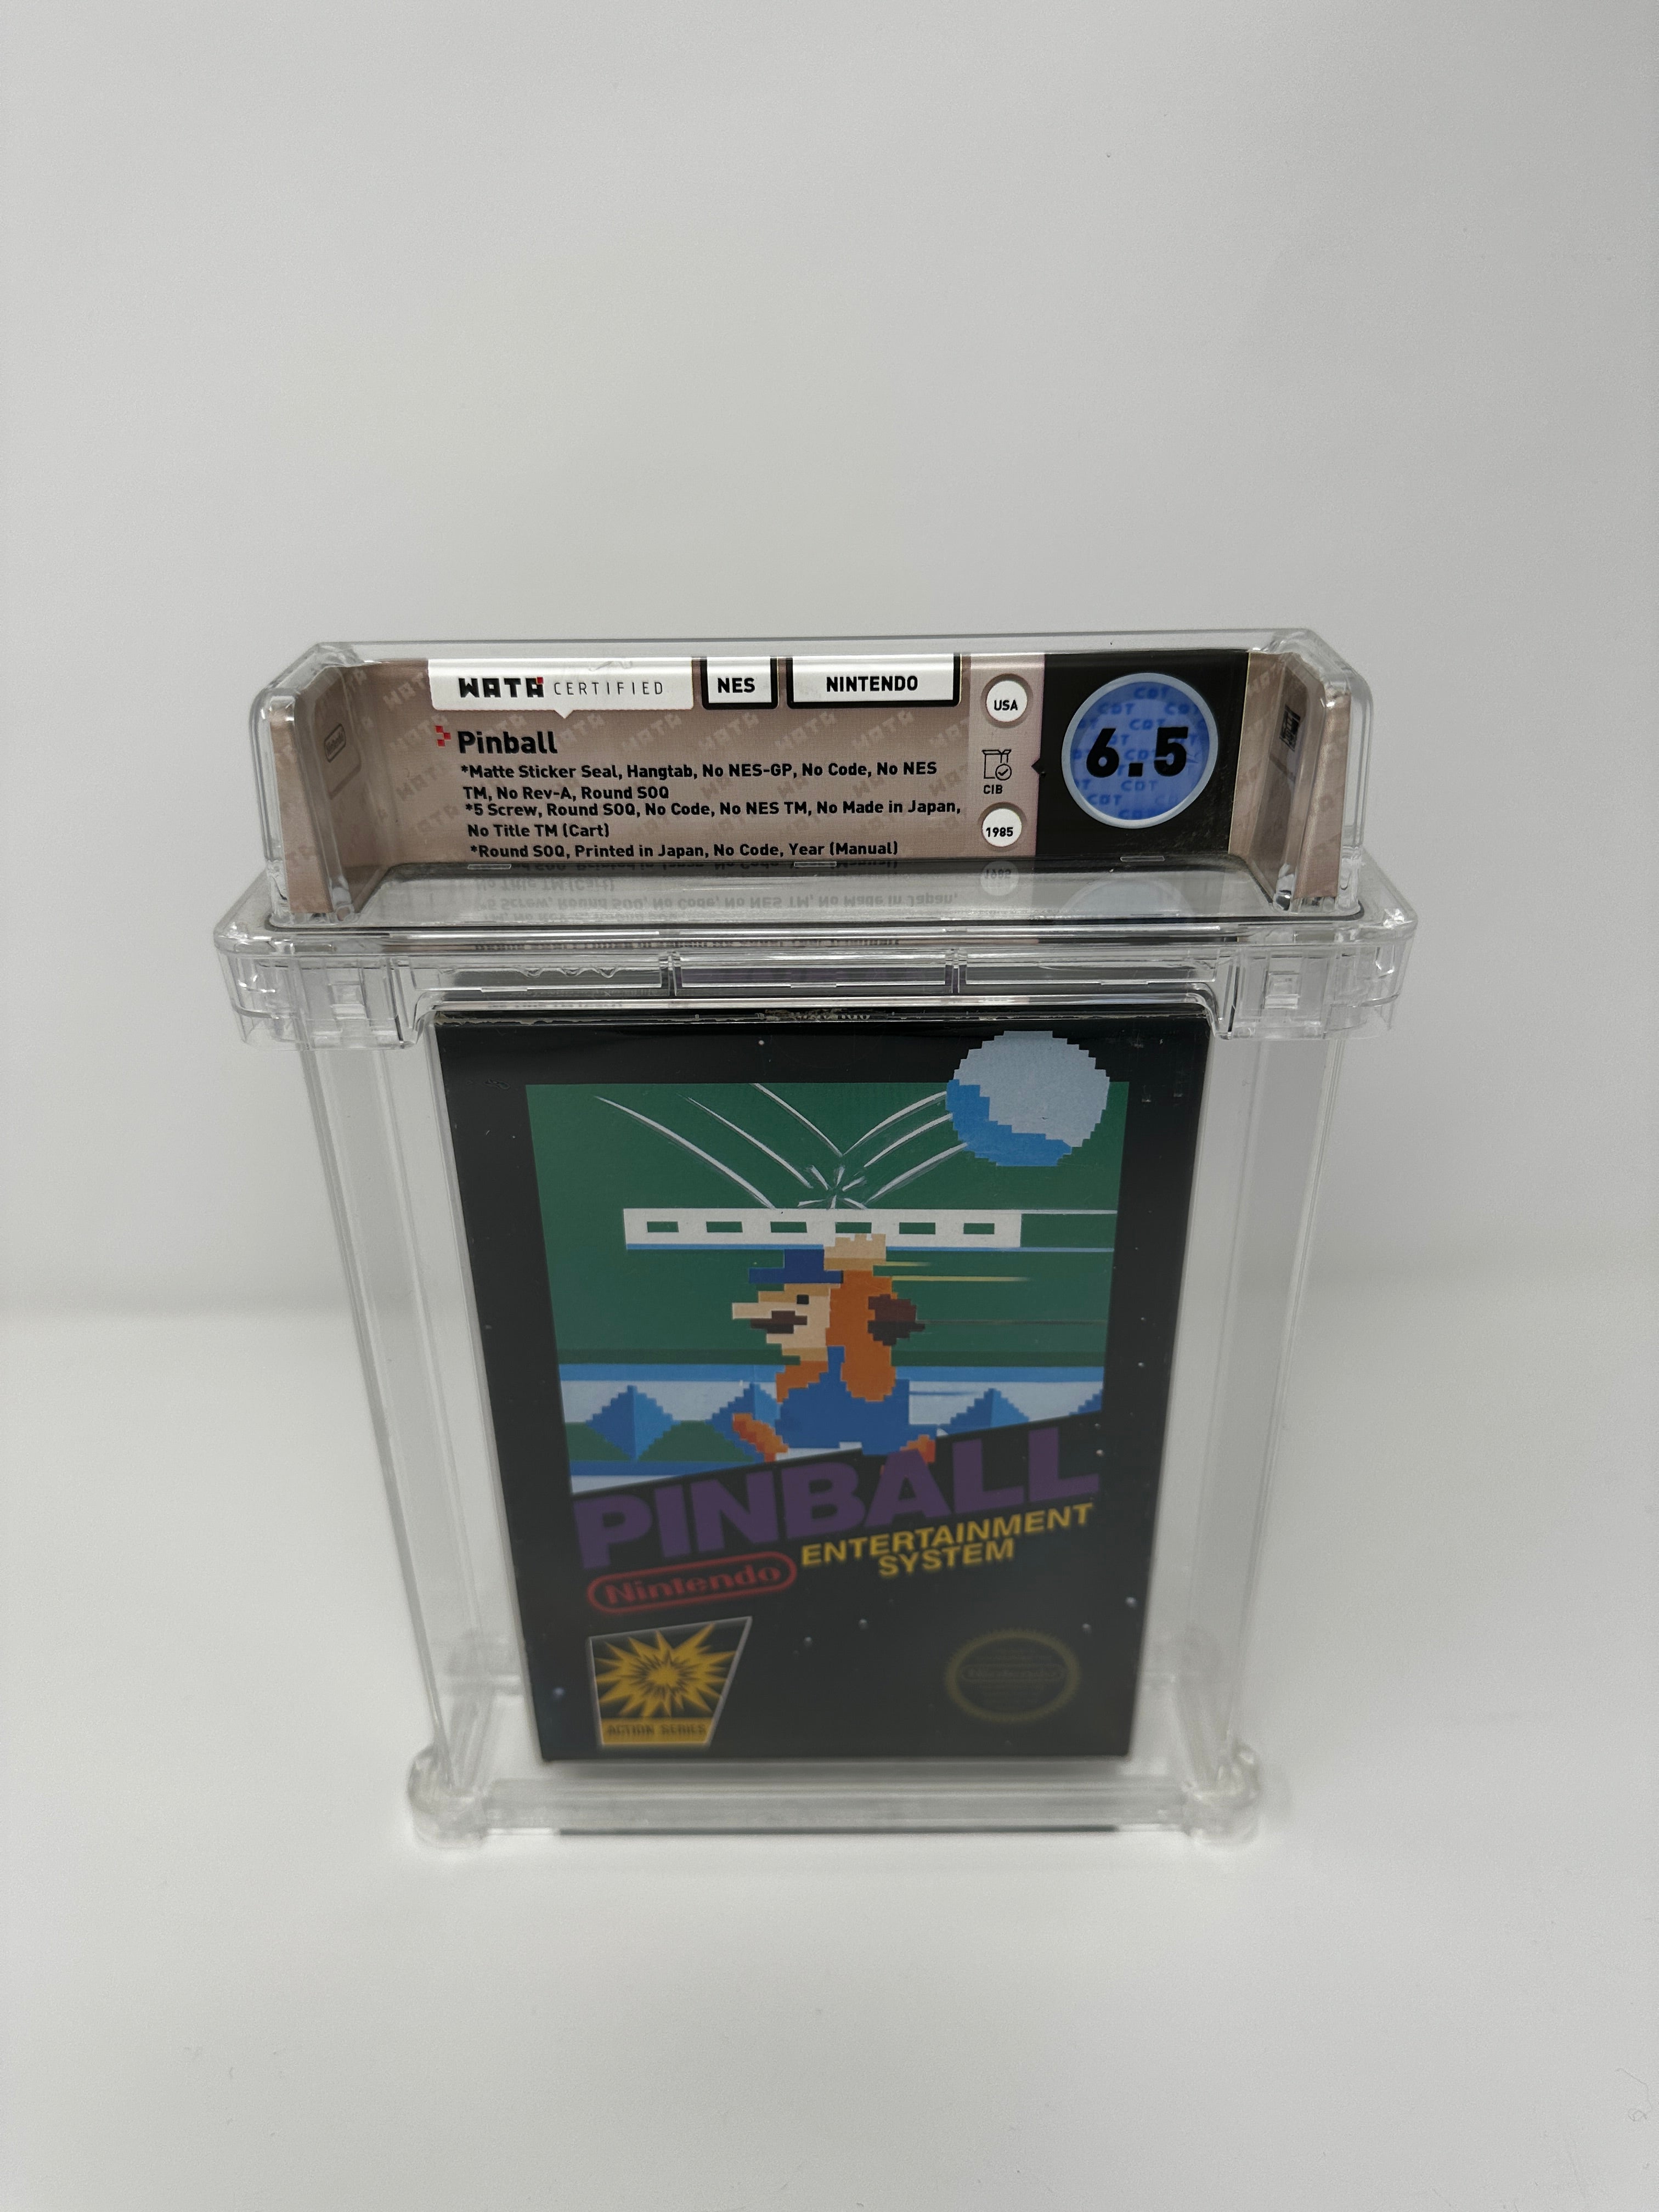 WATA CERTIFIED
NES
NINTENDO
USA
Pinball
*Matte Sticker Seal, Hangtab, No NES-GP, No Code, No NES
TM, No Rev-A, Round SOQ
*5 Screw, Round SOQ, No Code, No NES TM, No Made in Japan,
No Title TM (Cart)
*Round SOQ, Printed in Japan, No Code, Year (Manual)
CIB
1985
6.5
PINBALL
Nintendo
ENTERTAINMENT
SYSTEM
ACTION SERIES
Nintendo